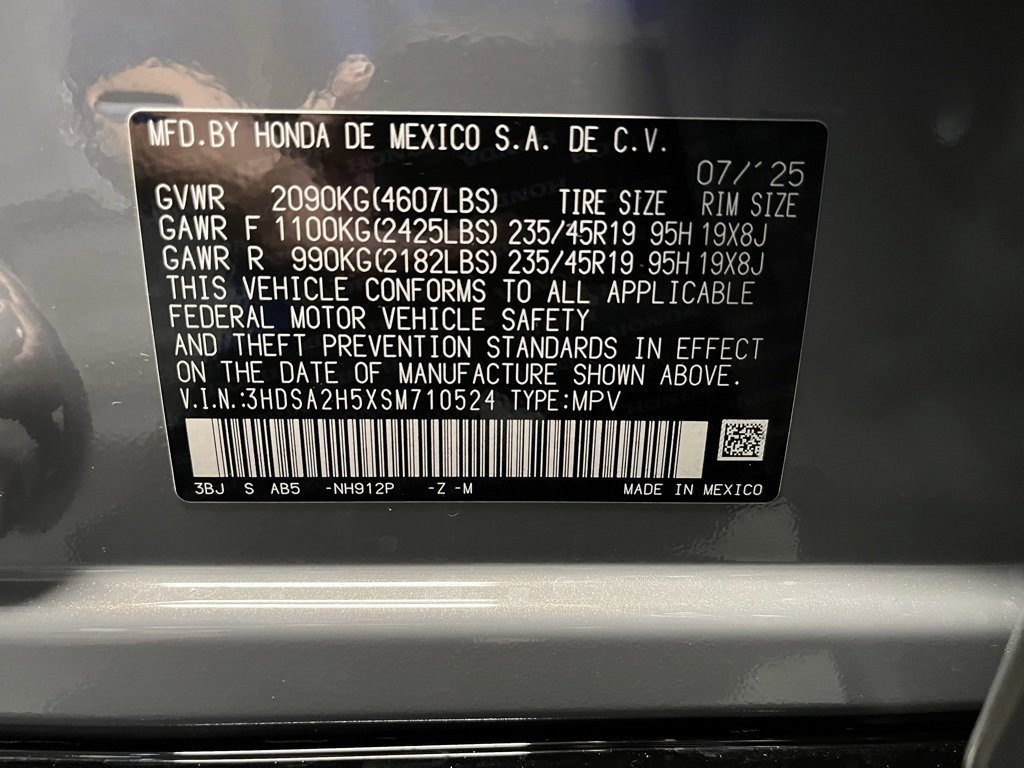 MFD.BY HONDA DE MEXICO S.A. DE C.V.
07/'25
GVWR 2090KG(4607LBS) TIRE SIZE RIM SIZE
GAWR F 1100KG(2425LBS) 235/45R19 95H 19X8J
GAWR R 990KG(2182LBS) 235/45R19 95H 19X8J
THIS VEHICLE CONFORMS TO ALL APPLICABLE
FEDERAL MOTOR VEHICLE SAFETY
AND THEFT PREVENTION STANDARDS IN EFFECT
ON THE DATE OF MANUFACTURE SHOWN ABOVE.
V.I.N.:3HDSA2H5XSM710524 TYPE:MPV
3BJ S AB5 -NH912P -Z -M MADE IN MEXICO